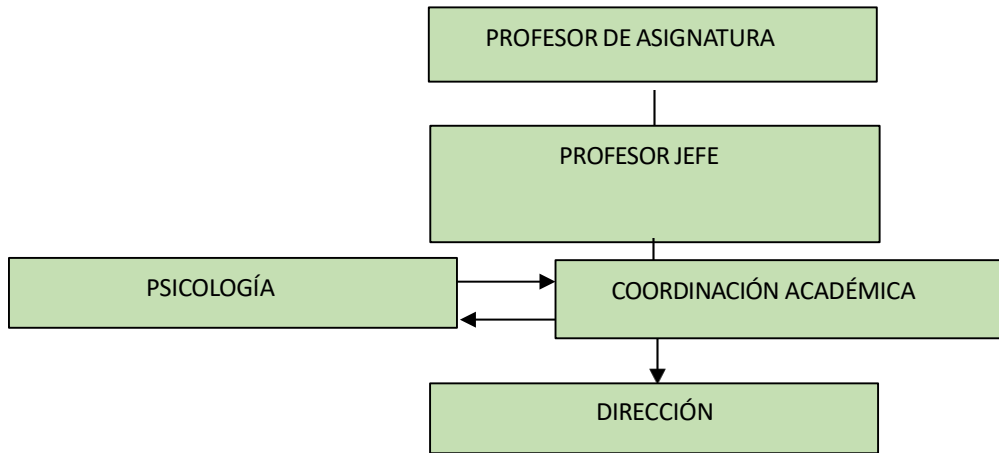 PROFESOR DE ASIGNATURA
PROFESOR JEFE
PSICOLOGÍA
COORDINACIÓN ACADÉMICA
DIRECCIÓN